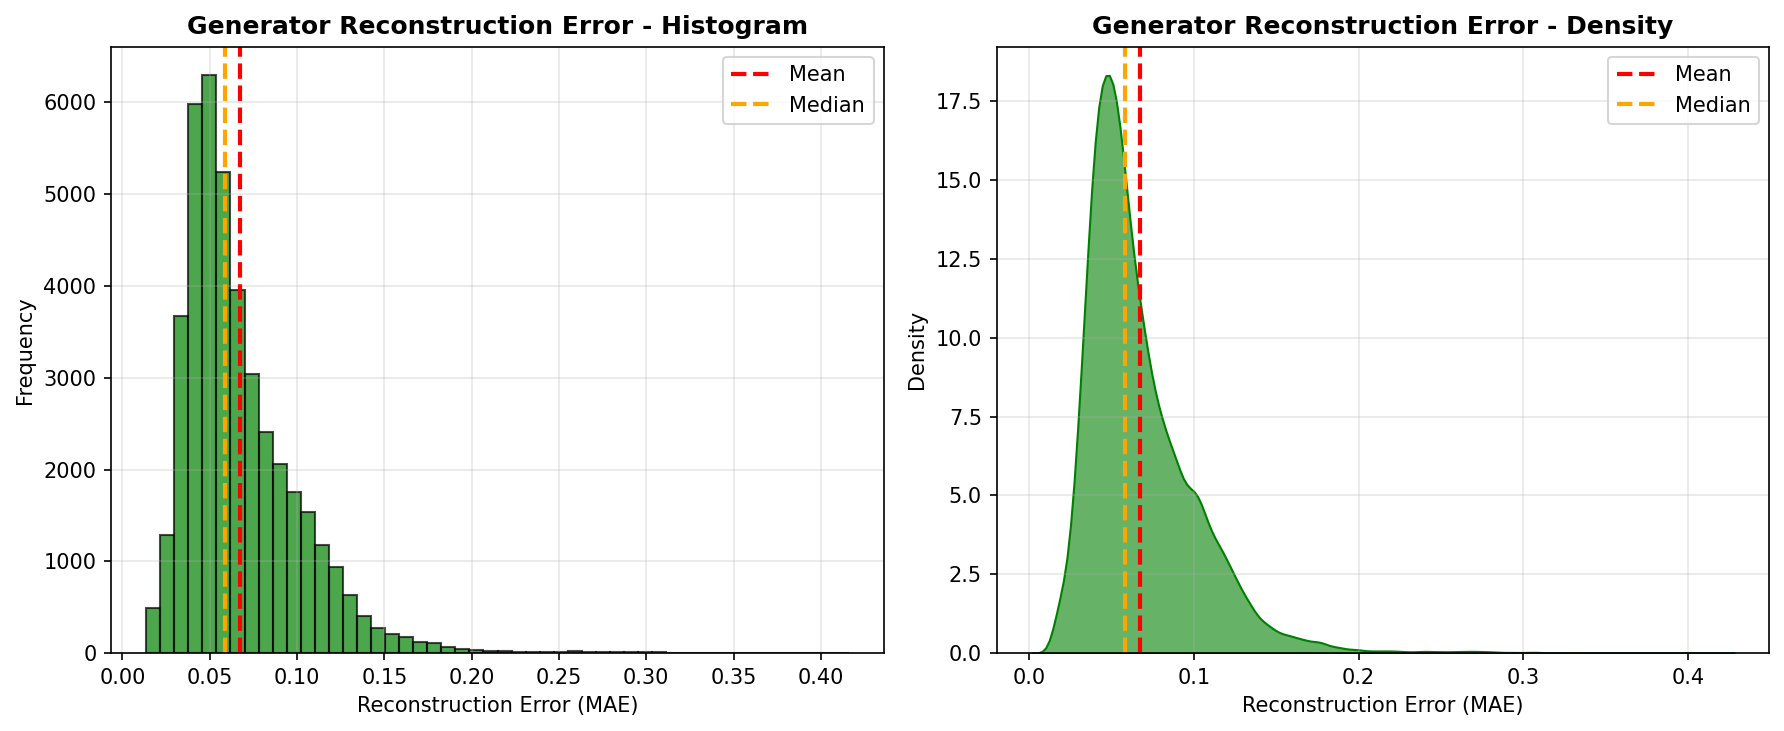 Generator Reconstruction Error - Histogram
Mean
Median
Frequency
6000
5000
4000
3000
2000
1000
0
0.00 0.05 0.10 0.15 0.20 0.25 0.30 0.35 0.40
Reconstruction Error (MAE)
Generator Reconstruction Error - Density
Mean
Median
Density
17.5
15.0
12.5
10.0
7.5
5.0
2.5
0.0
0.0 0.1 0.2 0.3 0.4
Reconstruction Error (MAE)